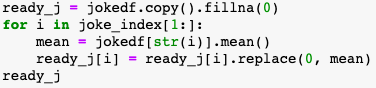 ready_j = jokedf.copy().fillna(0)
for i in joke_index[1:]:
    mean = jokedf[str(i)].mean()
    ready_j[i] = ready_j[i].replace(0, mean)
ready_j